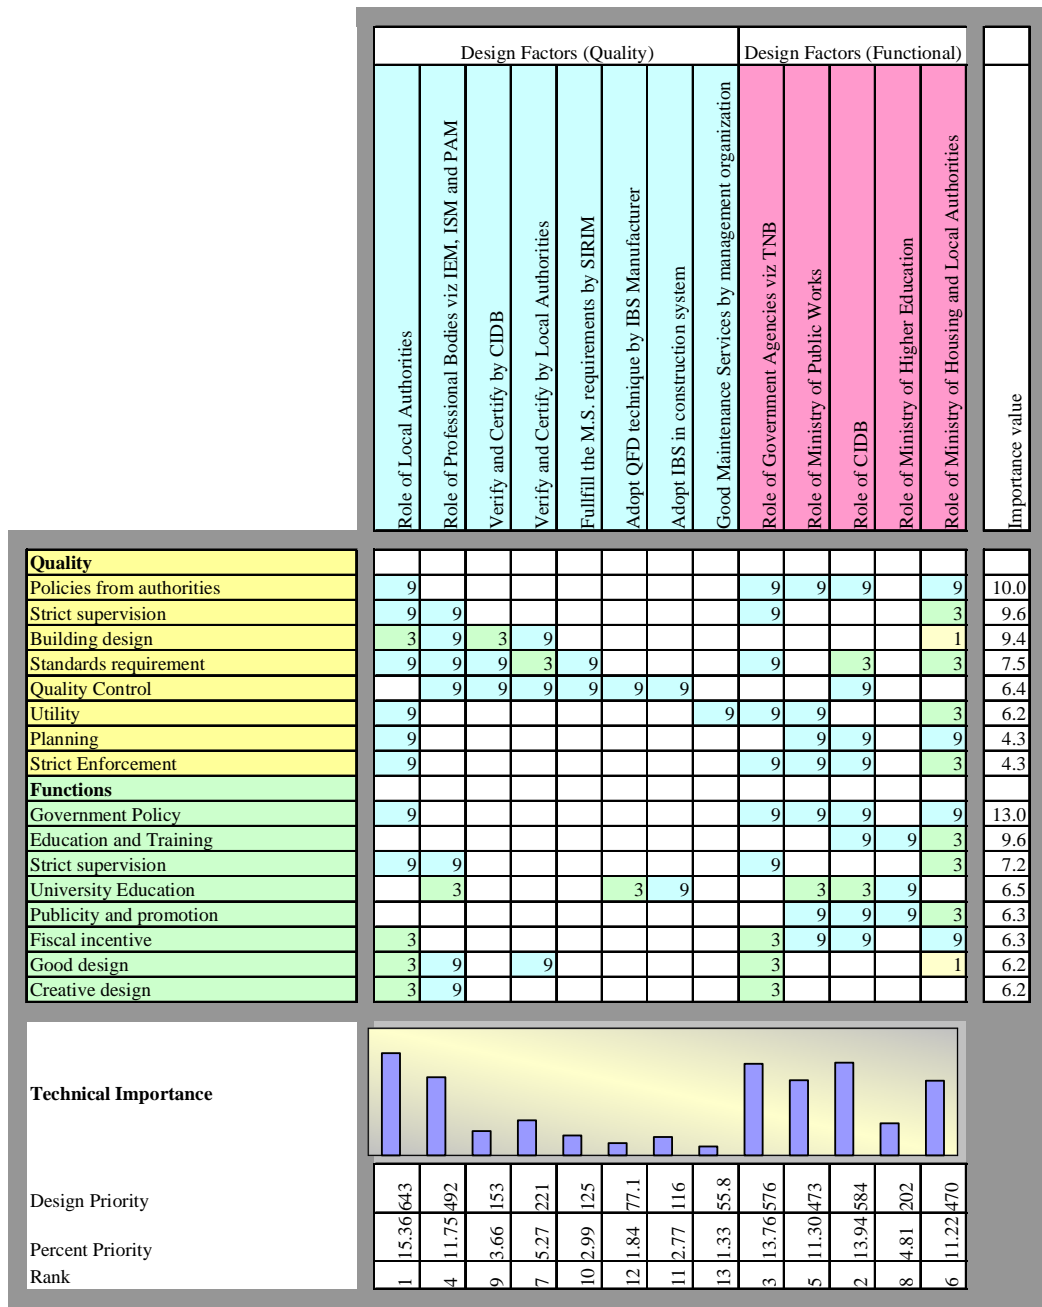 Design Factors (Quality) Design Factors (Functional)
Role of Local Authorities
Role of Professional Bodies viz IEM, ISM and PAM
Verify and Certify by CIDB
Verify and Certify by Local Authorities
Fullfill the M.S. requirements by SIRIM
Adopt QFD technique by IBS Manufacturer
Adopt IBS in construction system
Good Maintenance Services by management organization
Role of Government Agencies viz TNB
Role of Ministry of Public Works
Role of CIDB
Role of Ministry of Higher Education
Role of Ministry of Housing and Local Authorities
Importance value
Quality
Policies from authorities 9 9 9 9 9 10.0
Strict supervision 9 9 9 3 9.6
Building design 3 9 3 9 1 9.4
Standards requirement 9 9 9 3 9 9 3 3 7.5
Quality Control 9 9 9 9 9 9 9 6.4
Utility 9 9 9 9 3 6.2
Planning 9 9 9 9 4.3
Strict Enforcement 9 9 9 9 3 4.3
Functions
Government Policy 9 9 9 9 9 13.0
Education and Training 9 9 3 9.6
Strict supervision 9 9 9 3 7.2
University Education 3 3 9 3 3 9 6.5
Publicity and promotion 9 9 9 3 6.3
Fiscal incentive 3 3 9 9 9 6.3
Good design 3 9 9 3 1 6.2
Creative design 3 9 3 6.2
Technical Importance
Design Priority 643 492 153 221 125 77.1 116 55.8 576 473 584 202 470
Percent Priority 15.36 11.75 3.66 5.27 2.99 1.84 2.77 1.33 13.76 11.30 13.94 4.81 11.22
Rank 1 4 9 7 10 12 11 13 3 5 2 8 6